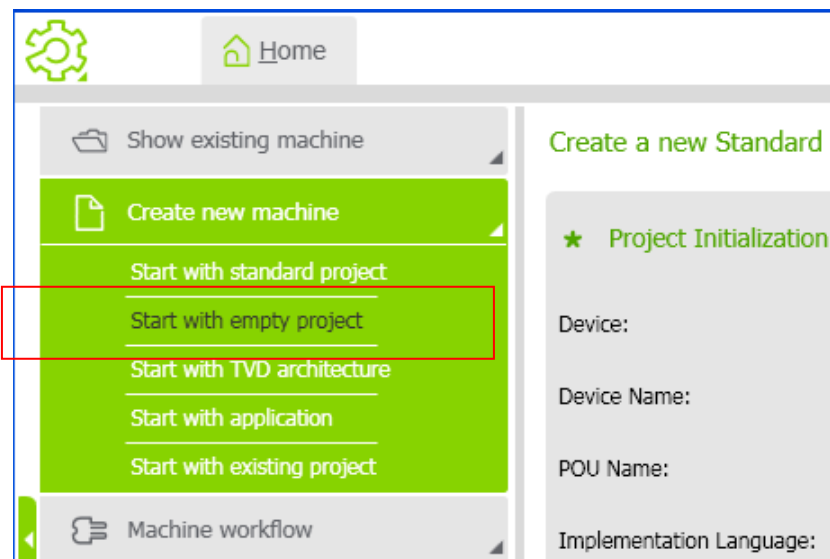 Home
Show existing machine
Create new machine
Start with standard project
Start with empty project
Start with TVD architecture
Start with application
Start with existing project
Machine workflow
Create a new Standard
★ Project Initialization
Device:
Device Name:
POU Name:
Implementation Language: